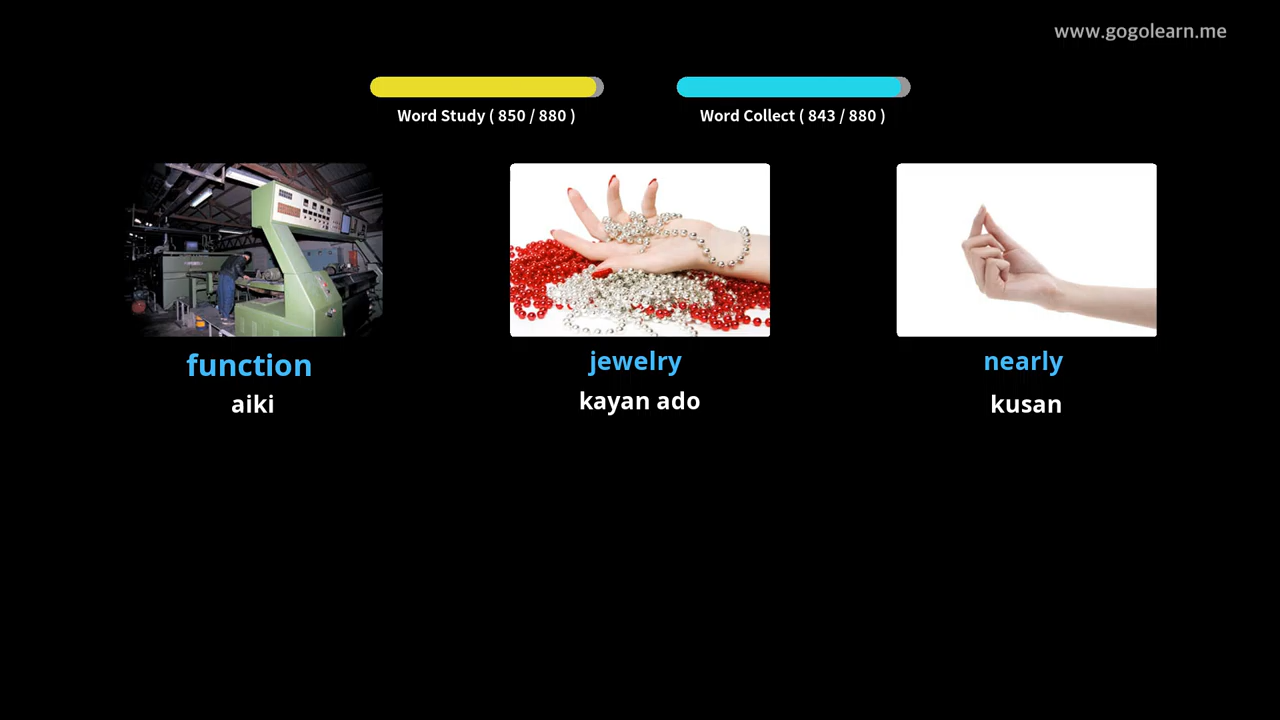 www.gogolearn.me
Word Study ( 850 / 880 )
Word Collect ( 843 / 880 )
function
jewelry
nearly
aiki
kayan ado
kusan